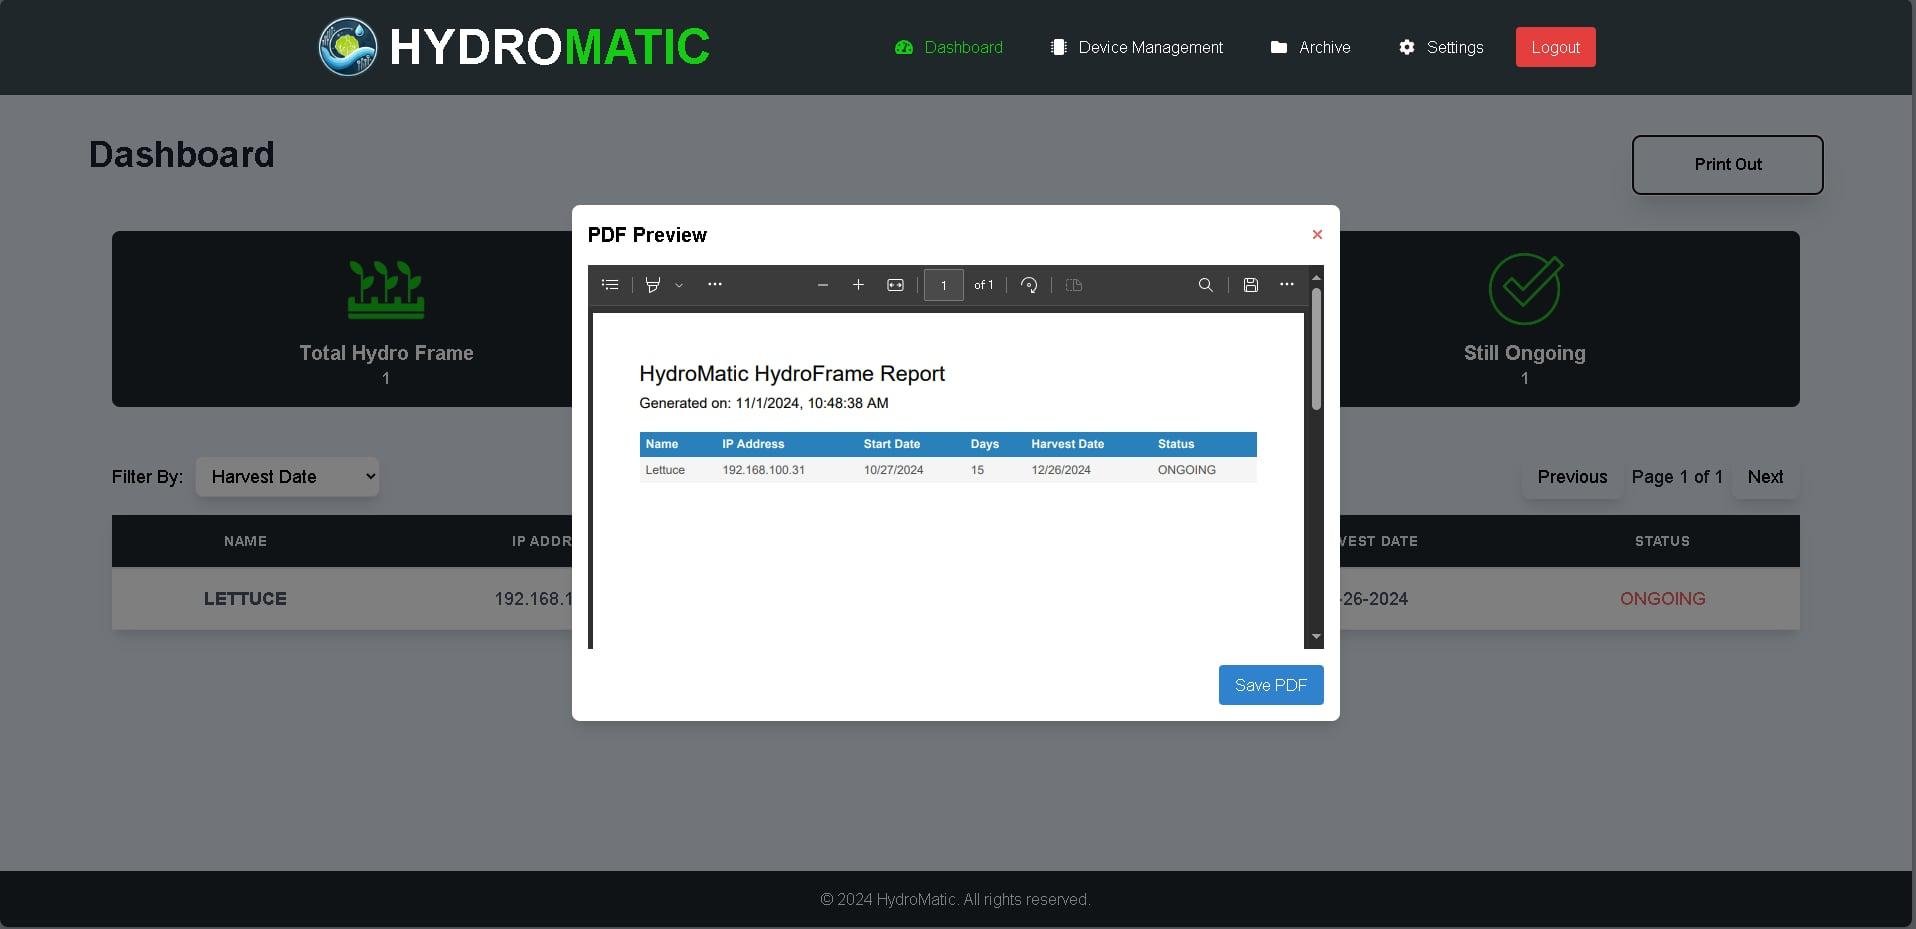 HYDROMATIC
Dashboard
Device Management
Archive
Settings
Logout
Dashboard
Print Out
Total Hydro Frame
1
Still Ongoing
1
PDF Preview
×
1 of 1
HydroMatic HydroFrame Report
Generated on: 11/1/2024, 10:48:38 AM
Name IP Address Start Date Days Harvest Date Status
Lettuce 192.168.100.31 10/27/2024 15 12/26/2024 ONGOING
Save PDF
Filter By: Harvest Date
Previous Page 1 of 1 Next
NAME IP ADDR VEST DATE STATUS
LETTUCE 192.168.1 -26-2024 ONGOING
© 2024 HydroMatic. All rights reserved.